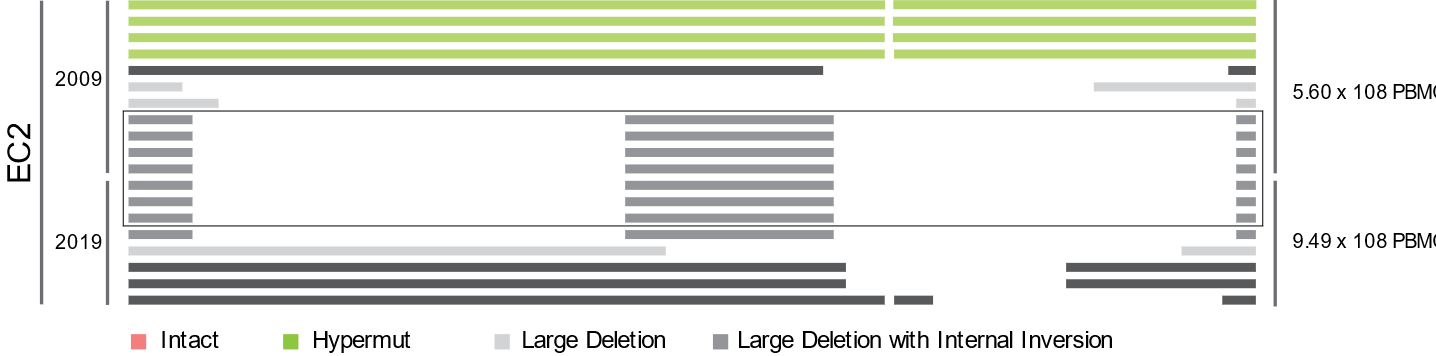 2009
5.60 x 108 PBM
EC2
2019
9.49 x 108 PBM
Intact Hypermut Large Deletion Large Deletion with Internal Inversion